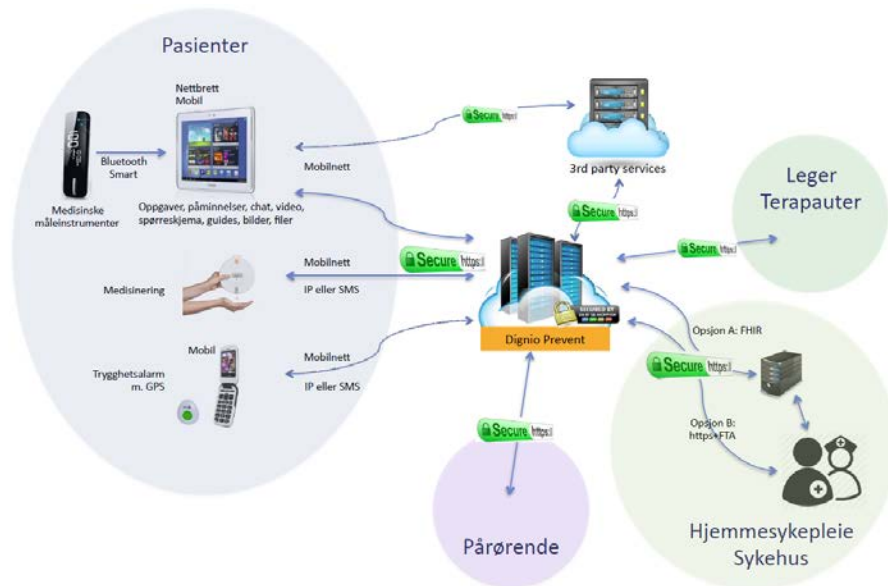 Pasienter
Nettbrett
Mobil
Bluetooth
Smart
Medisinske
måleinstrumenter
Oppgaver, påminnelser, chat, video,
spørreskjema, guides, bilder, filer
Mobilnett
Secure https:/
3rd party services
Secure https:/
Leger
Terapauter
Secure https:/
Medisinering
Mobilnett
IP eller SMS
Secure https:/
SECURED BY
Dignio Prevent
Mobil
Trygghetsalarm
m. GPS
Mobilnett
IP eller SMS
Opsjon A: FHIR
Secure https:/
Opsjon B:
https+FTA
Secure https:/
Pårørende
Hjemmesykepleie
Sykehus